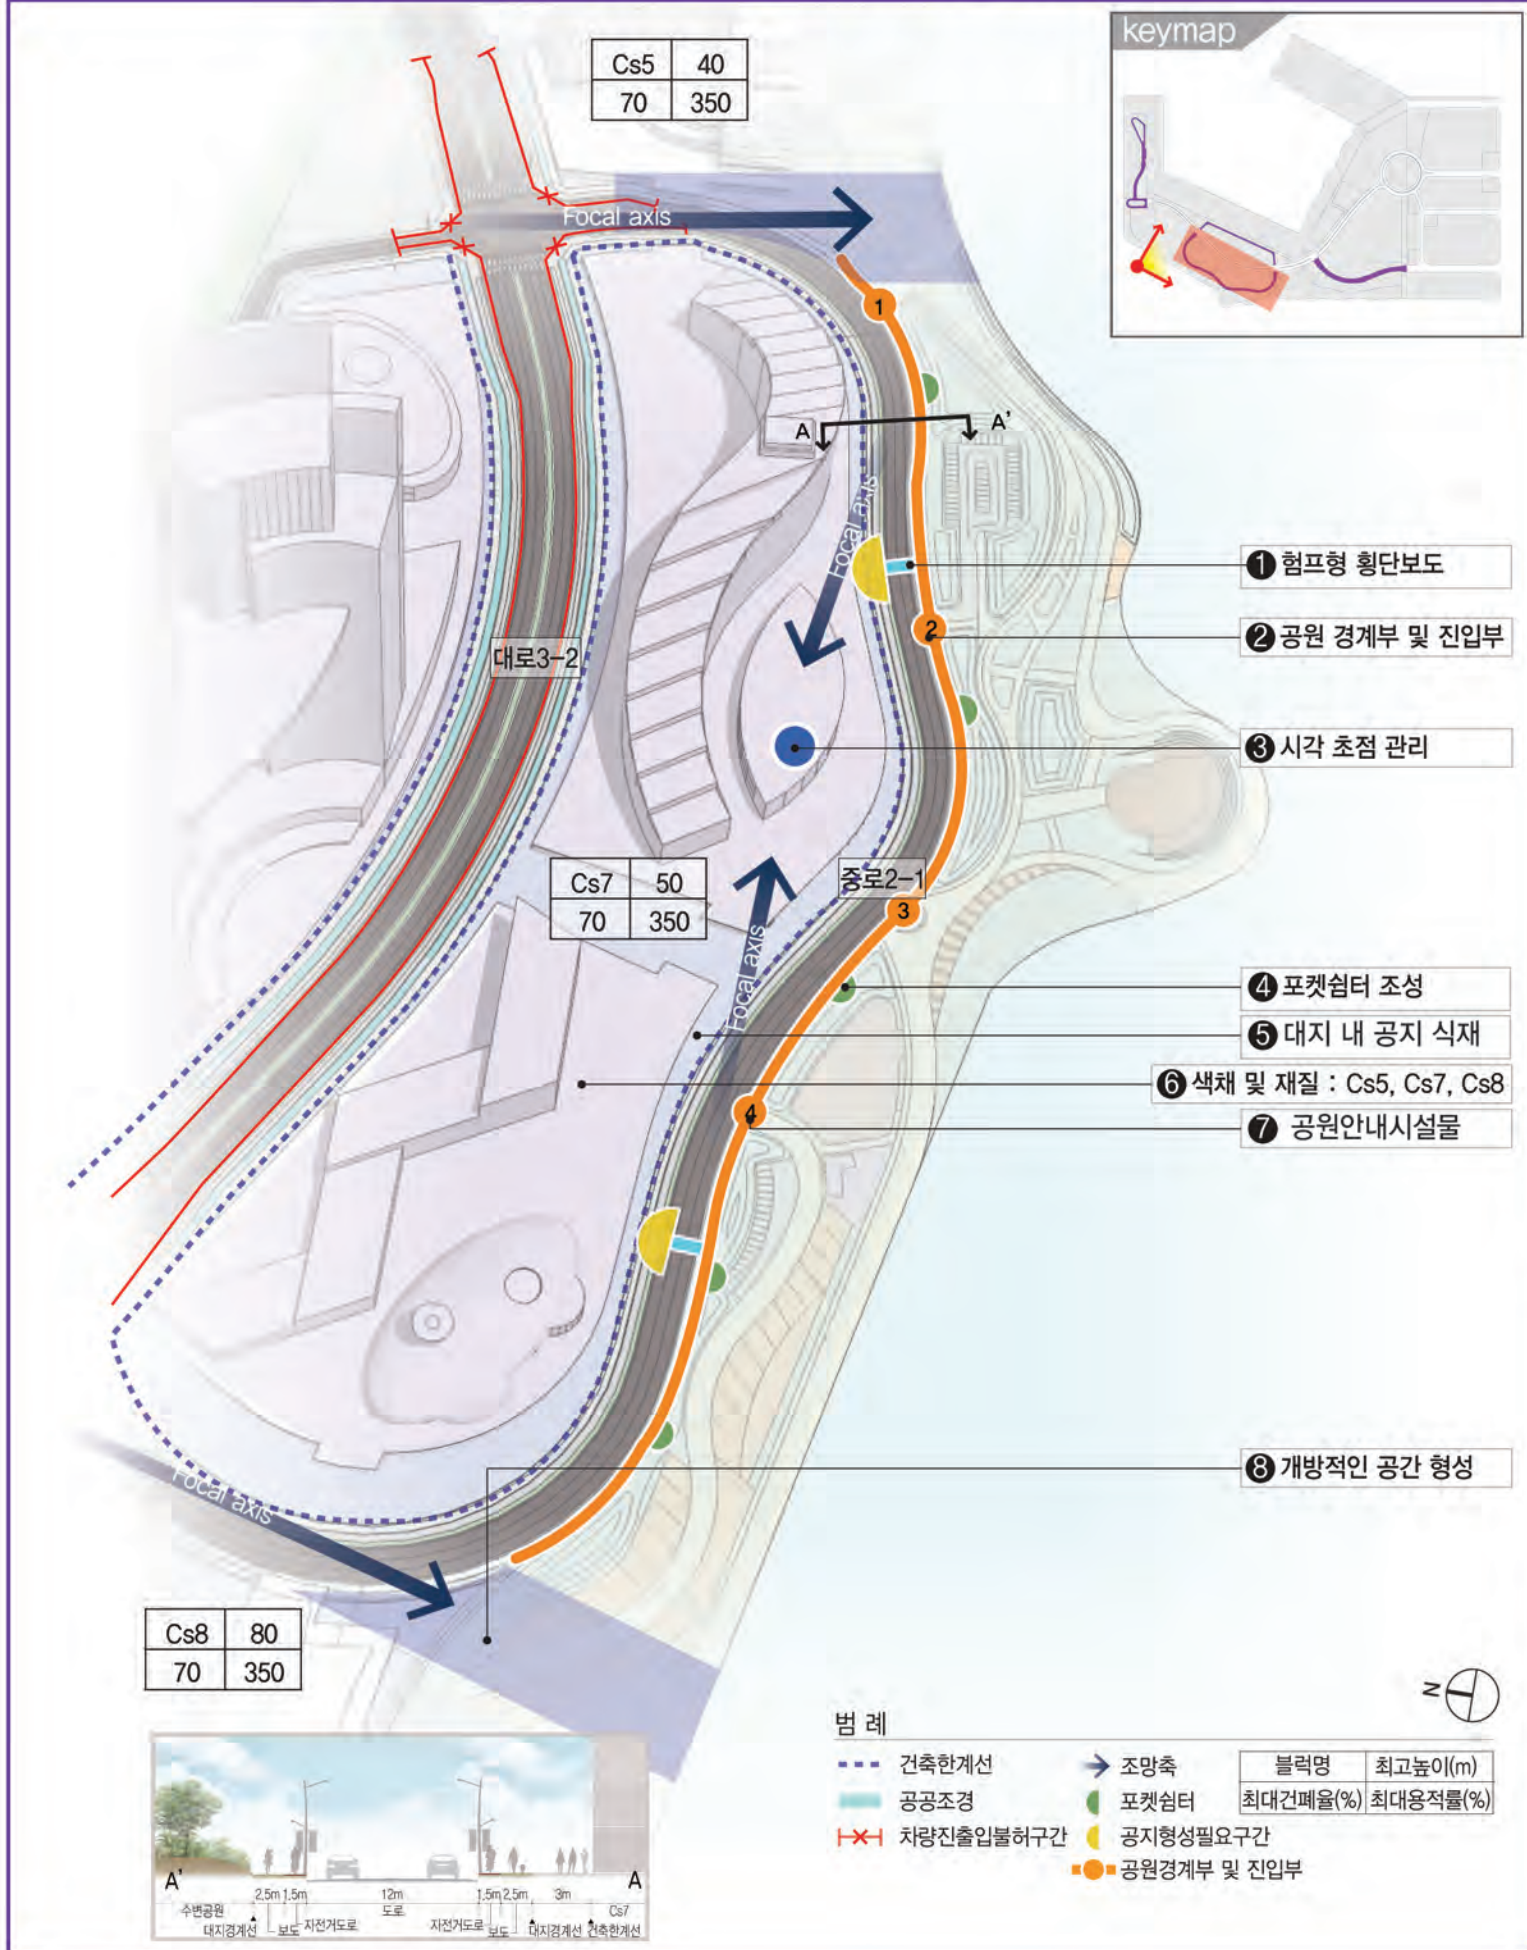 keymap
Cs5 40
70 350
Focal axis
1
A A'
Focal axis
❶ 험프형 횡단보도
2
❷ 공원 경계부 및 진입부
대로3-2
❸ 시각 초점 관리
Cs7 50
70 350
중로2-1
3
Focal axis
❹ 포켓쉼터 조성
❺ 대지 내 공지 식재
❻ 색채 및 재질 : Cs5, Cs7, Cs8
4
❼ 공원안내시설물
❽ 개방적인 공간 형성
Focal axis
Cs8 80
70 350
N
범 례
건축한계선
공공조경
차량진출입불허구간
조망축
포켓쉼터
공지형성필요구간
공원경계부 및 진입부
블럭명 최고높이(m)
최대건폐율(%) 최대용적률(%)
A' A
2.5m 1.5m 12m 1.5m 2.5m 3m
수변공원 도로 Cs7
대지경계선 보도 자전거도로 자전거도로 보도 대지경계선 건축한계선